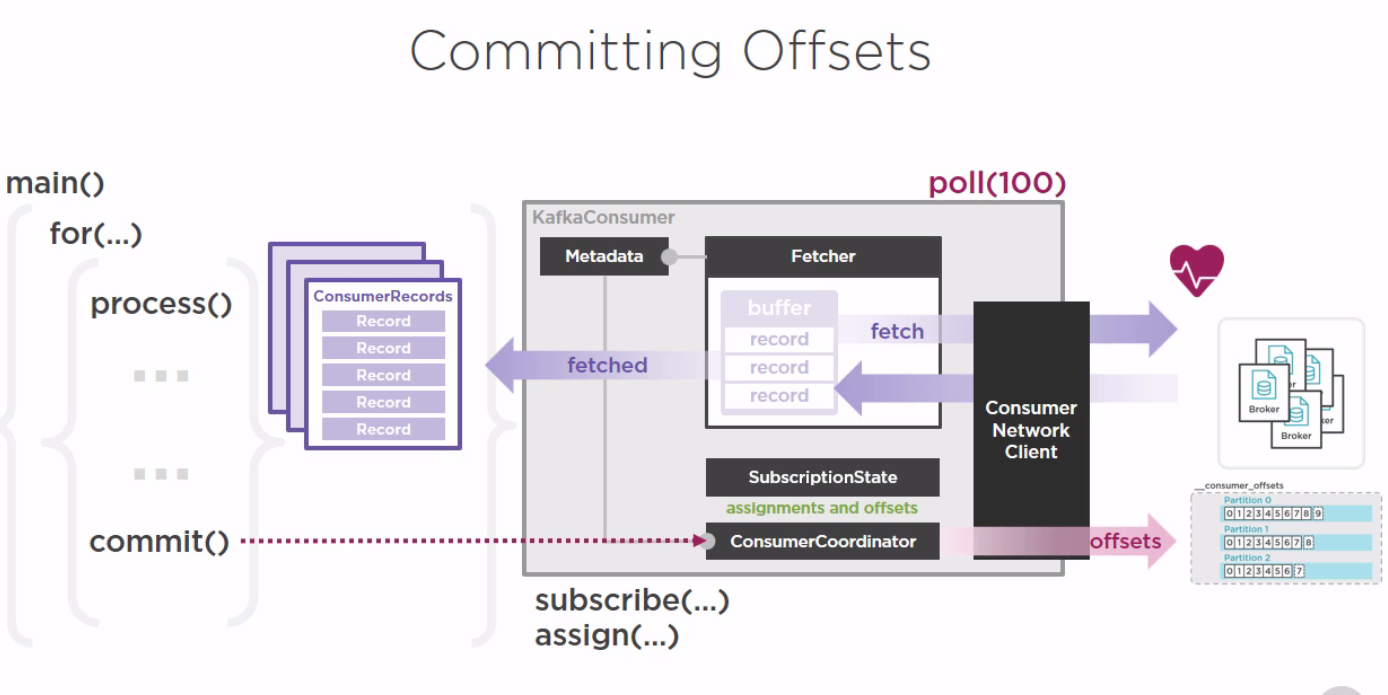 Committing Offsets
main()
for(...)
process()
...
...
commit()
ConsumerRecords
Record
Record
Record
Record
Record
poll(100)
KafkaConsumer
Metadata
Fetcher
buffer
record
record
record
fetch
fetched
Consumer
Network
Client
SubscriptionState
assignments and offsets
ConsumerCoordinator
offsets
subscribe(...)
assign(...)
Broker
Broker
__consumer_offsets
Partition 0
0 1 2 3 4 5 6 7 8 9
Partition 1
0 1 2 3 4 5 6 7 8
Partition 2
0 1 2 3 4 5 6 7